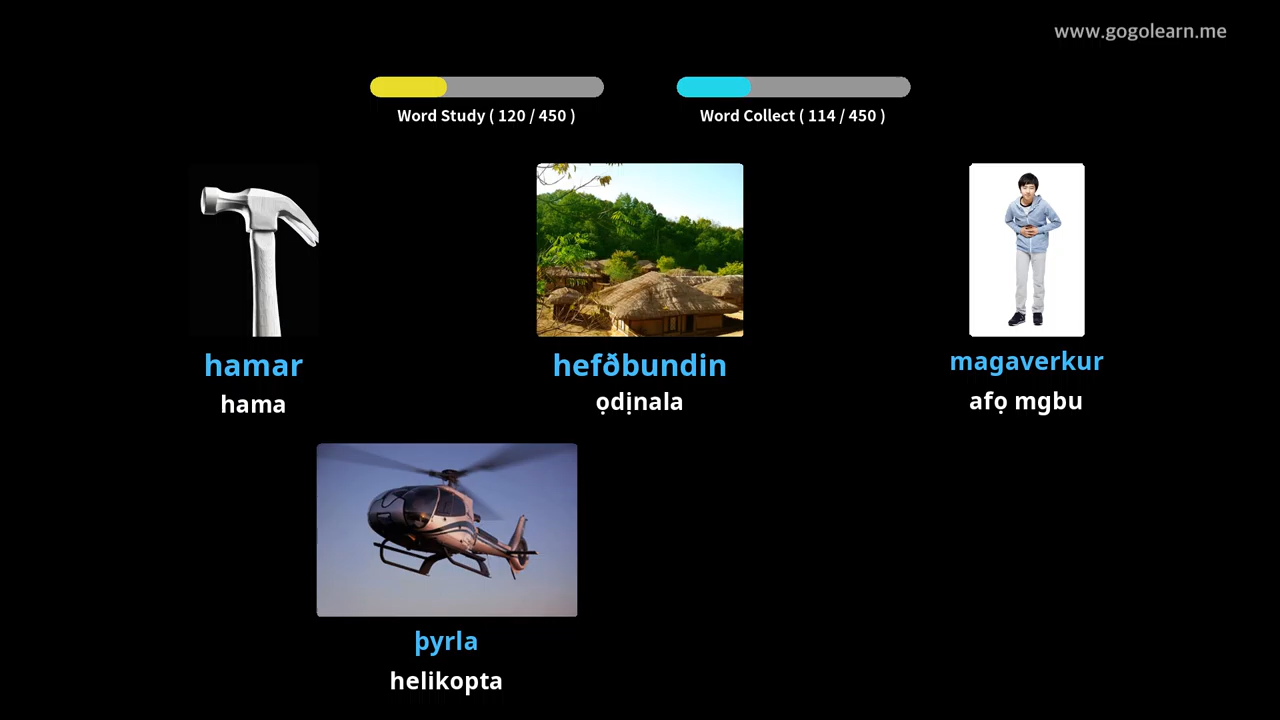 www.gogolearn.me
Word Study ( 120 / 450 )
Word Collect ( 114 / 450 )
hamar
hama
hefðbundin
ọdịnala
magaverkur
afọ mgbu
þyrla
helikopta